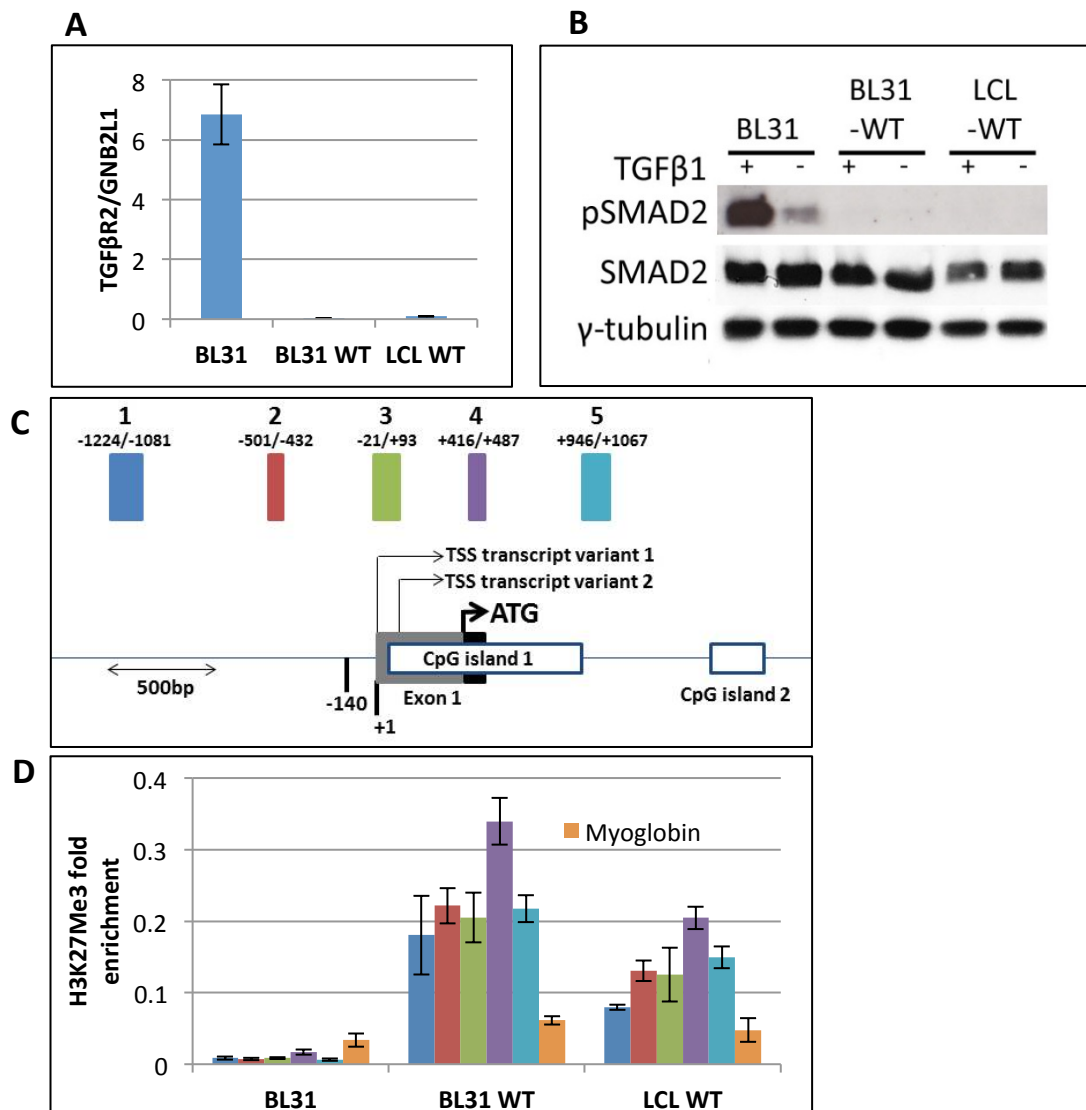 A
TGFβR2/GNB2L1
8
6
4
2
0
BL31
BL31 WT
LCL WT
B
BL31
BL31
-WT
LCL
-WT
TGFβ1
+ - + - + -
pSMAD2
SMAD2
γ-tubulin
C
1
-1224/-1081
2
-501/-432
3
-21/+93
4
+416/+487
5
+946/+1067
TSS transcript variant 1
TSS transcript variant 2
ATG
CpG island 1
500bp
-140
+1
Exon 1
CpG island 2
D
H3K27Me3 fold
enrichment
0.4
0.3
0.2
0.1
0
Myoglobin
BL31
BL31 WT
LCL WT